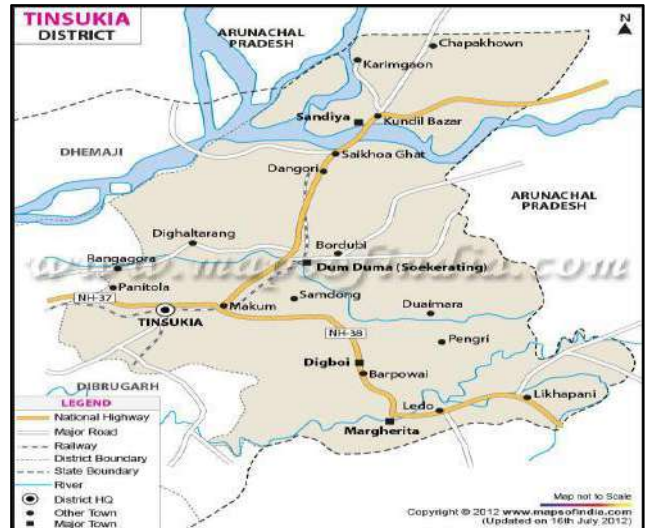 TINSUKIA
DISTRICT
ARUNACHAL
PRADESH
N
Chapakhown
Karimgaon
Sandiya
Kundil Bazar
DHEMAJI
Saikhoa Ghat
Dangori
ARUNACHAL
PRADESH
Dighaltarang
Bordubi
Rangagora
www.mapsofindia.com
Dum Duma (Soekerating)
Panitola
NH-37
Samdong
Makum
Duaimara
TINSUKIA
NH-38
Pengri
Digboi
Barpowai
DIBRUGARH
Likhapani
Ledo
Margherita
LEGEND
National Highway
Major Road
Railway
District Boundary
State Boundary
River
District HQ
Other Town
Major Town
Map not to Scale
Copyright © 2012 www.mapsofindia.com
(Updated on 16th July 2012)